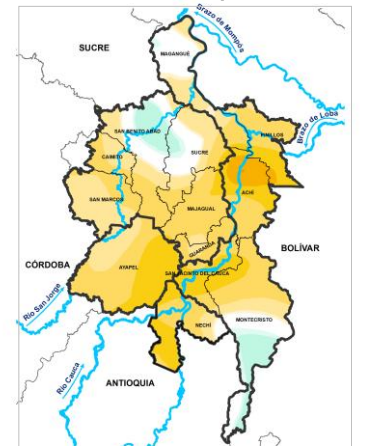 Brazo de Mompós
SUCRE
MAGANGUÉ
SAN BENITO ABAD
Brazo de Loba
CAIMITO
SUCRE
ACHÍ
SAN MARCOS
MAJAGUAL
GUARANDA
BOLÍVAR
CÓRDOBA
AYAPEL
SAN JACINTO DEL CAUCA
Río San Jorge
MONTECRISTO
NECHÍ
Río Cauca
ANTIOQUIA